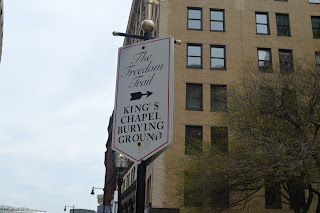 The
Freedom
Trail
KING'S
CHAPEL
BURYING
GROUND